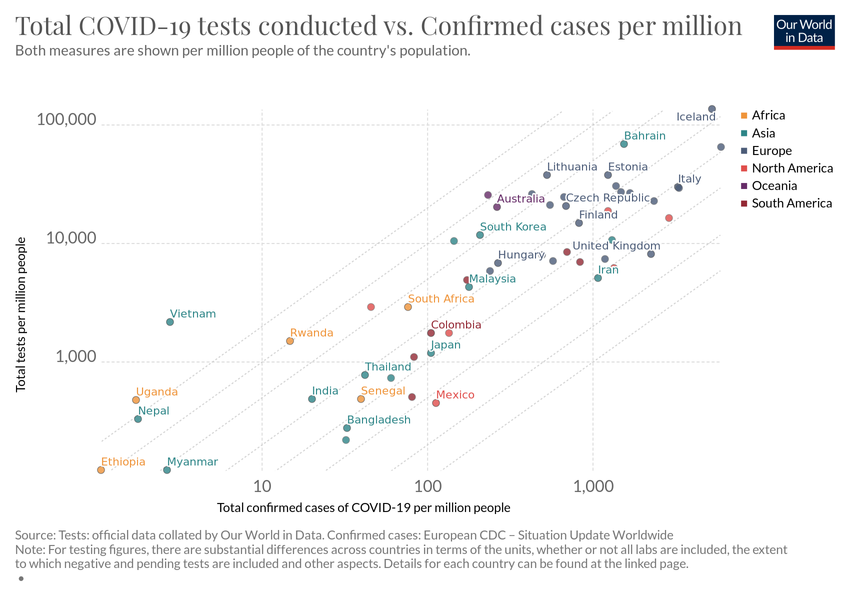 Total COVID-19 tests conducted vs. Confirmed cases per million
Both measures are shown per million people of the country's population.
Our World
in Data
100,000
10,000
1,000
Total tests per million people
Iceland
Bahrain
Lithuania
Estonia
Italy
Australia
Czech Republic
Finland
South Korea
United Kingdom
Hungary
Iran
Malaysia
South Africa
Vietnam
Colombia
Rwanda
Japan
Thailand
Uganda
India
Senegal
Mexico
Nepal
Bangladesh
Ethiopia
Myanmar
Africa
Asia
Europe
North America
Oceania
South America
10
100
1,000
Total confirmed cases of COVID-19 per million people
Source: Tests: official data collated by Our World in Data. Confirmed cases: European CDC – Situation Update Worldwide
Note: For testing figures, there are substantial differences across countries in terms of the units, whether or not all labs are included, the extent
to which negative and pending tests are included and other aspects. Details for each country can be found at the linked page.
•